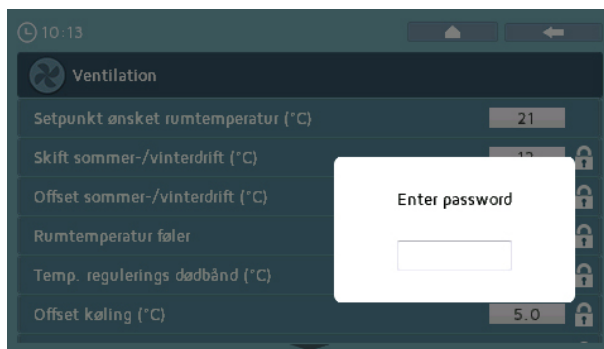 10:13
Ventilation
Setpunkt ønsket rumtemperatur (°C) 21
Skift sommer-/vinterdrift (°C)
Offset sommer-/vinterdrift (°C)
Enter password
Rumtemperatur føler
Temp. regulerings dødbånd (°C)
Offset køling (°C) 5.0